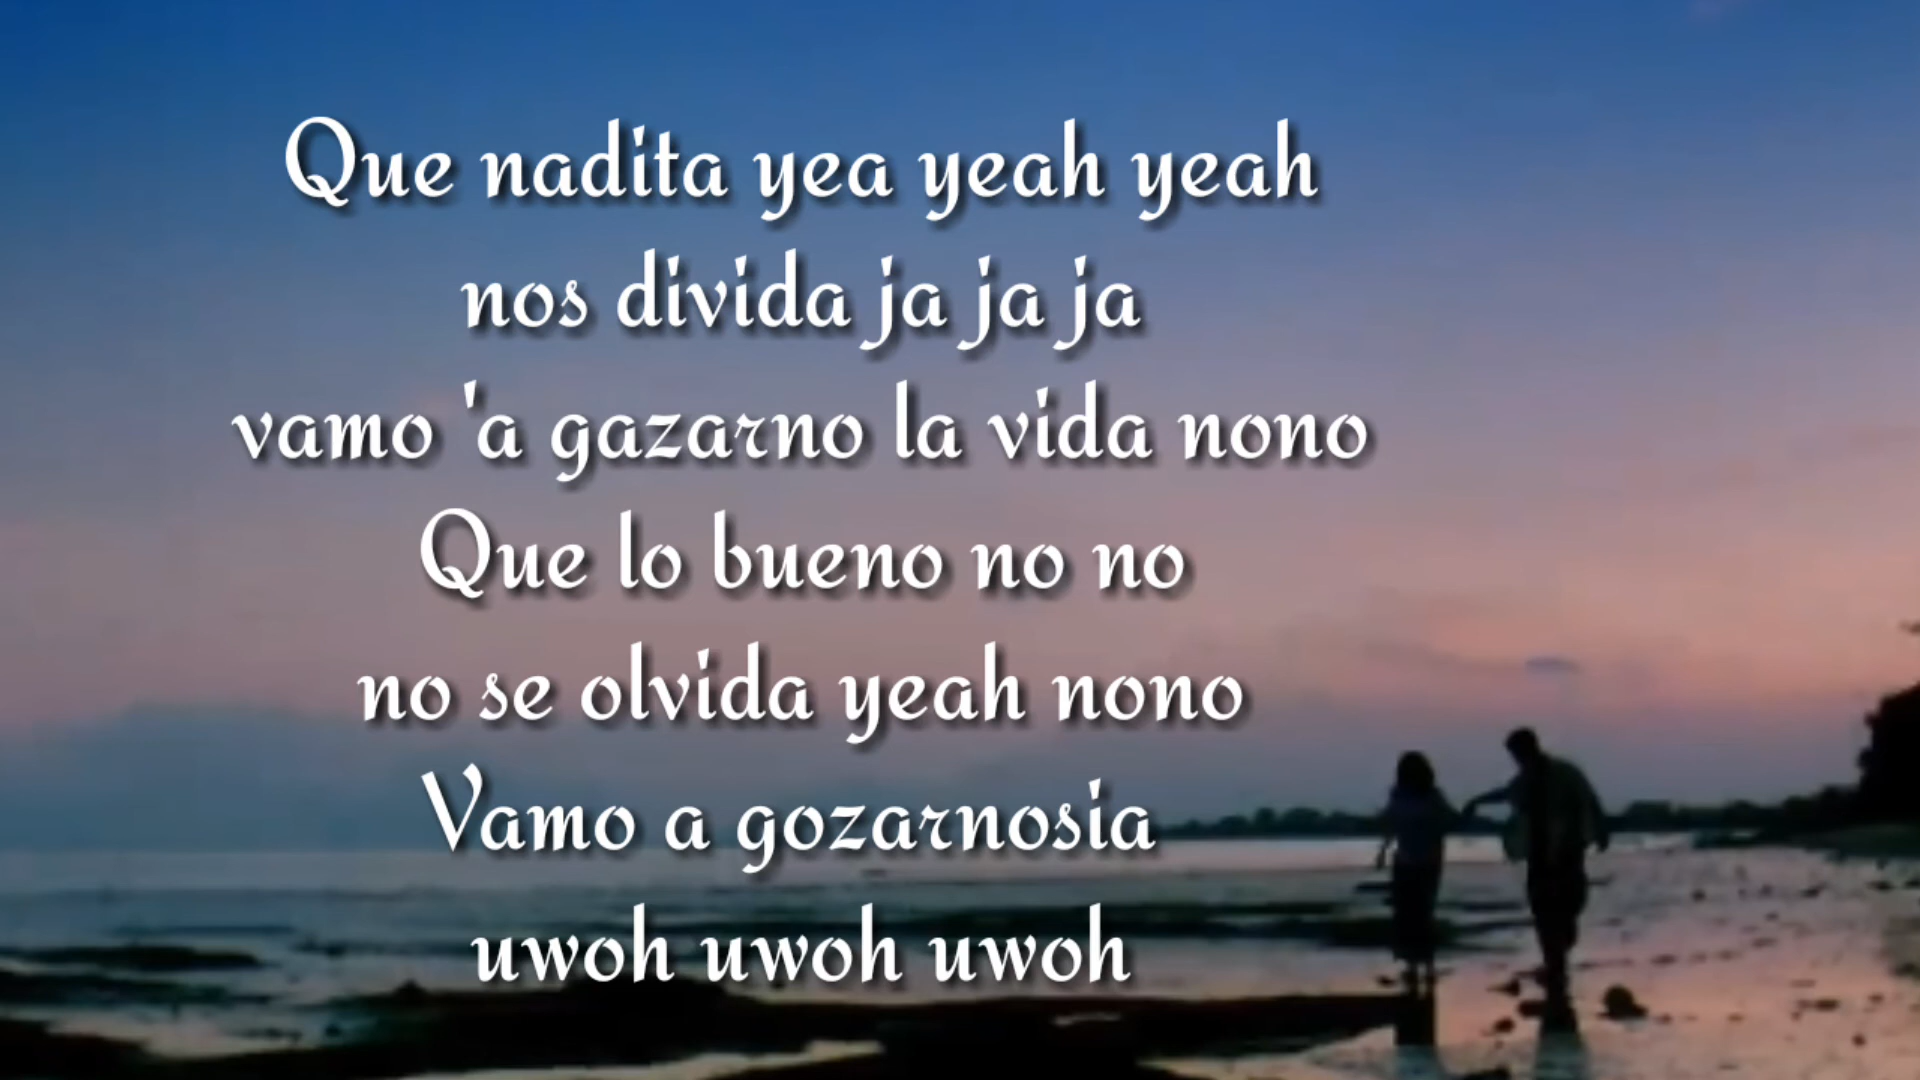 Que nadita yea yeah yeah
nos divida ja ja ja
vamo 'a gazarno la vida nono
Que lo bueno no no
no se olvida yeah nono
Vamo a gozarnosia
uwoh uwoh uwoh